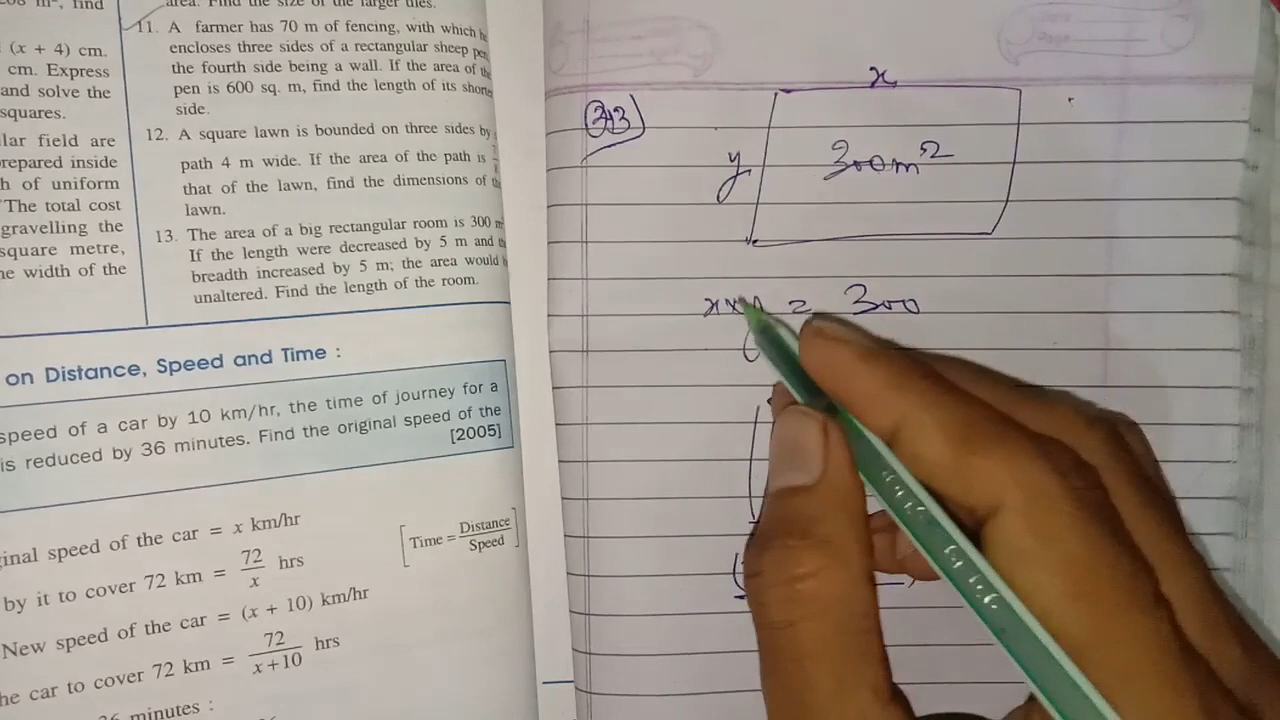 find
area. Find the size of the larger tiles.
(x + 4) cm.
cm. Express
and solve the
squares.
lar field are
repared inside
h of uniform
The total cost
gravelling the
square metre,
he width of the
11. A farmer has 70 m of fencing, with which he
encloses three sides of a rectangular sheep pen
the fourth side being a wall. If the area of the
pen is 600 sq. m, find the length of its shorte
side.
12. A square lawn is bounded on three sides by
path 4 m wide. If the area of the path is
that of the lawn, find the dimensions of the
lawn.
13. The area of a big rectangular room is 300 m
If the length were decreased by 5 m and the
breadth increased by 5 m; the area would
unaltered. Find the length of the room.
on Distance, Speed and Time :
speed of a car by 10 km/hr, the time of journey for a
is reduced by 36 minutes. Find the original speed of the
[2005]
ginal speed of the car = x km/hr
[Time = Distance/Speed]
by it to cover 72 km = 72/x hrs
New speed of the car = (x + 10) km/hr
he car to cover 72 km = 72/x+10 hrs
36 minutes :
x
y 300m²
= 300